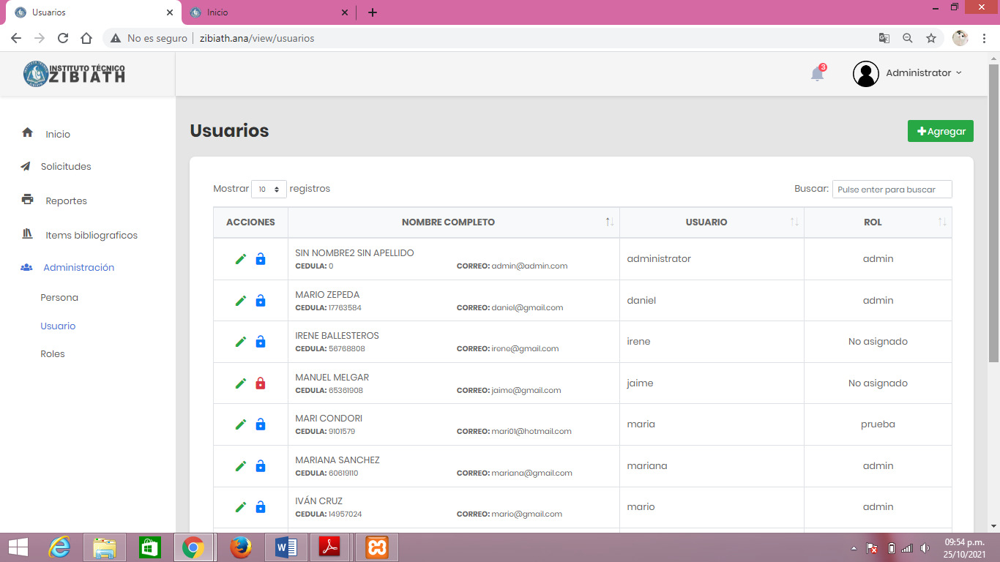 Usuarios
Inicio
No es seguro
zibiath.ana/view/usuarios
INSTITUTO TÉCNICO
ZIBIATH
3
Administrator
Inicio
Solicitudes
Reportes
Items bibliograficos
Administración
Persona
Usuario
Roles
Usuarios
Agregar
Mostrar 10 registros
Buscar: Pulse enter para buscar
ACCIONES NOMBRE COMPLETO USUARIO ROL
SIN NOMBRE2 SIN APELLIDO
CEDULA: 0 CORREO: admin@admin.com
administrator admin
MARIO ZEPEDA
CEDULA: 17763584 CORREO: daniel@gmail.com
daniel admin
IRENE BALLESTEROS
CEDULA: 56768808 CORREO: irene@gmail.com
irene No asignado
MANUEL MELGAR
CEDULA: 65361908 CORREO: jaime@gmail.com
jaime No asignado
MARI CONDORI
CEDULA: 9101579 CORREO: mari01@hotmail.com
maria prueba
MARIANA SANCHEZ
CEDULA: 60619110 CORREO: mariana@gmail.com
mariana admin
IVÁN CRUZ
CEDULA: 14957024 CORREO: mario@gmail.com
mario admin
09:54 p.m.
25/10/2021